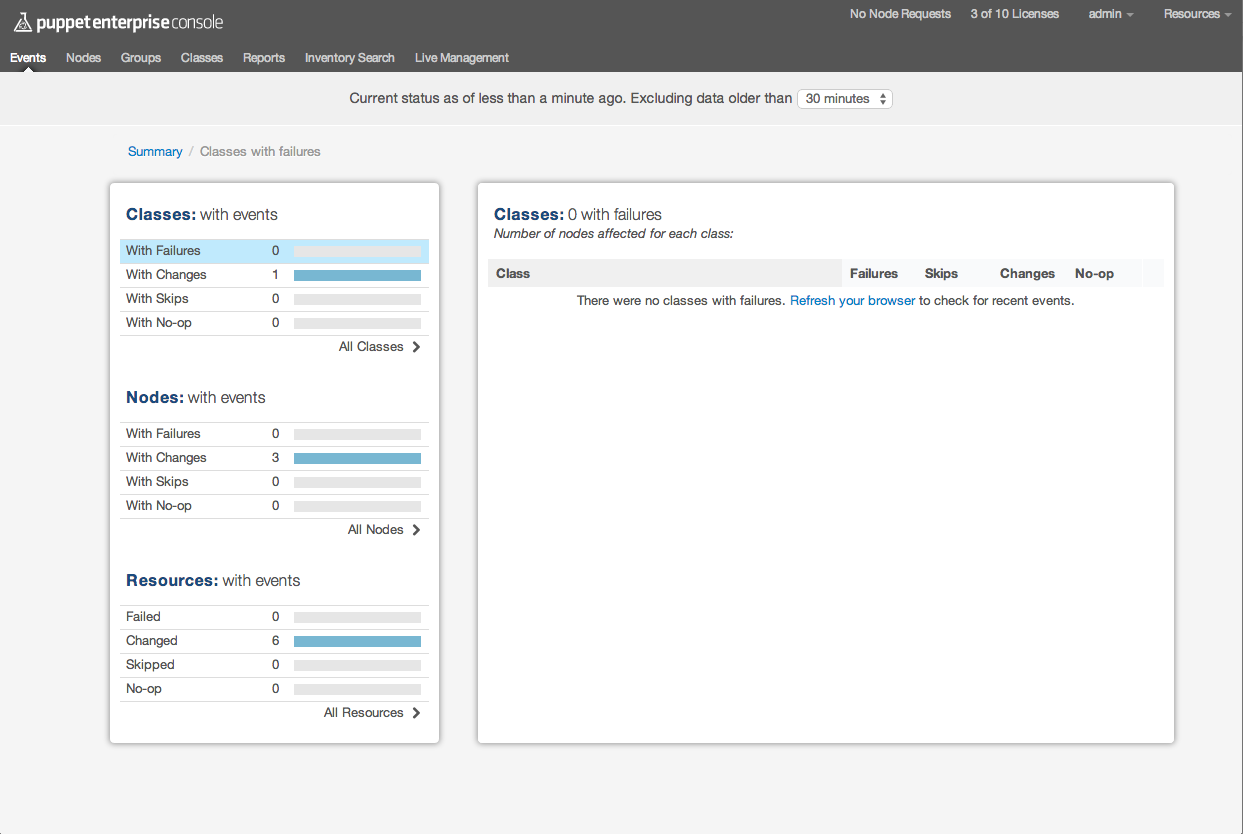 puppet enterprise console
No Node Requests 3 of 10 Licenses admin Resources
Events Nodes Groups Classes Reports Inventory Search Live Management
Current status as of less than a minute ago. Excluding data older than 30 minutes
Summary / Classes with failures
Classes: with events
With Failures 0
With Changes 1
With Skips 0
With No-op 0
All Classes
Nodes: with events
With Failures 0
With Changes 3
With Skips 0
With No-op 0
All Nodes
Resources: with events
Failed 0
Changed 6
Skipped 0
No-op 0
All Resources
Classes: 0 with failures
Number of nodes affected for each class:
Class Failures Skips Changes No-op
There were no classes with failures. Refresh your browser to check for recent events.